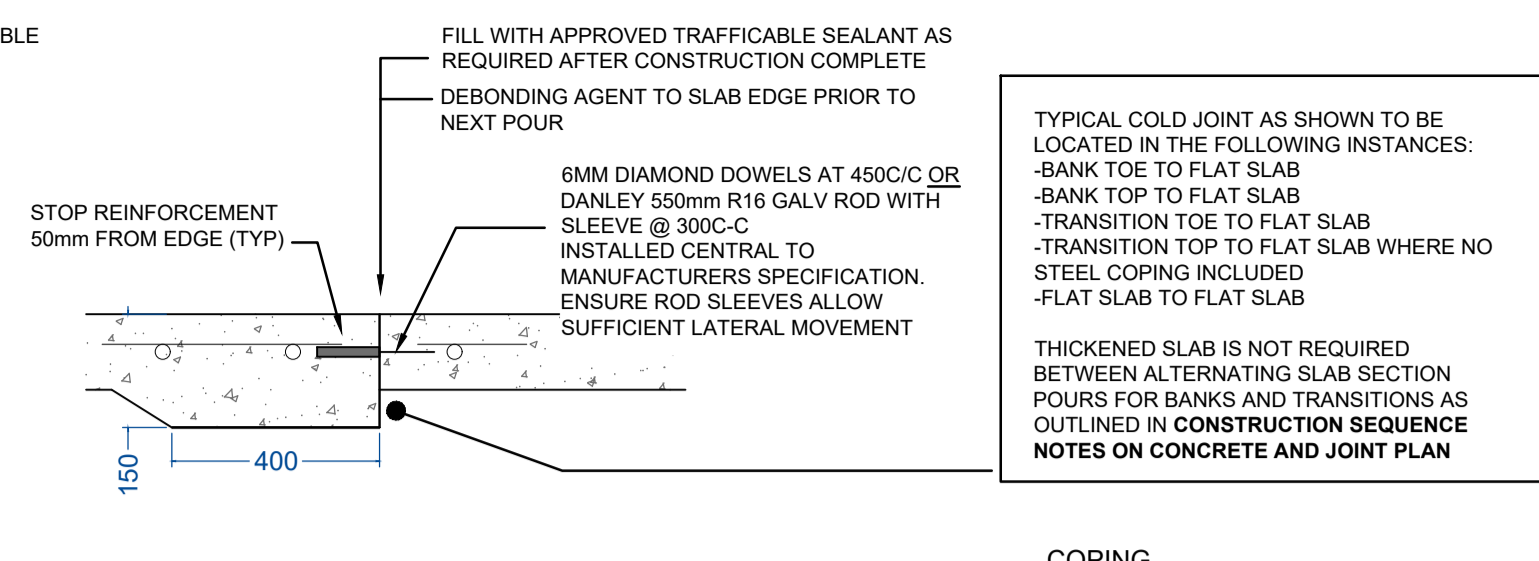 BLE
FILL WITH APPROVED TRAFFICABLE SEALANT AS
REQUIRED AFTER CONSTRUCTION COMPLETE
DEBONDING AGENT TO SLAB EDGE PRIOR TO
NEXT POUR
6MM DIAMOND DOWELS AT 450C/C OR
DANLEY 550mm R16 GALV ROD WITH
SLEEVE @ 300C-C
INSTALLED CENTRAL TO
MANUFACTURERS SPECIFICATION.
ENSURE ROD SLEEVES ALLOW
SUFFICIENT LATERAL MOVEMENT
STOP REINFORCEMENT
50mm FROM EDGE (TYP)
150
400
TYPICAL COLD JOINT AS SHOWN TO BE
LOCATED IN THE FOLLOWING INSTANCES:
-BANK TOE TO FLAT SLAB
-BANK TOP TO FLAT SLAB
-TRANSITION TOE TO FLAT SLAB
-TRANSITION TOP TO FLAT SLAB WHERE NO
STEEL COPING INCLUDED
-FLAT SLAB TO FLAT SLAB
THICKENED SLAB IS NOT REQUIRED
BETWEEN ALTERNATING SLAB SECTION
POURS FOR BANKS AND TRANSITIONS AS
OUTLINED IN CONSTRUCTION SEQUENCE
NOTES ON CONCRETE AND JOINT PLAN
COPING